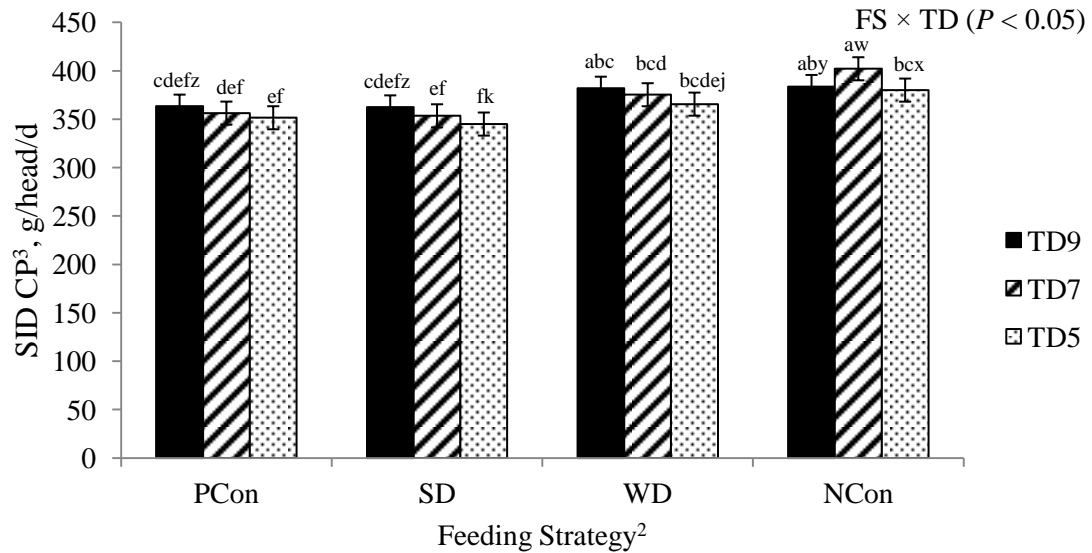 FS × TD (P < 0.05)
450
400
350
300
250
200
150
100
50
0
SID CP³, g/head/d
cdefz def ef cdefz ef fk abc bcd bcdej aby aw bcx
TD9
TD7
TD5
PCon SD WD NCon
Feeding Strategy²